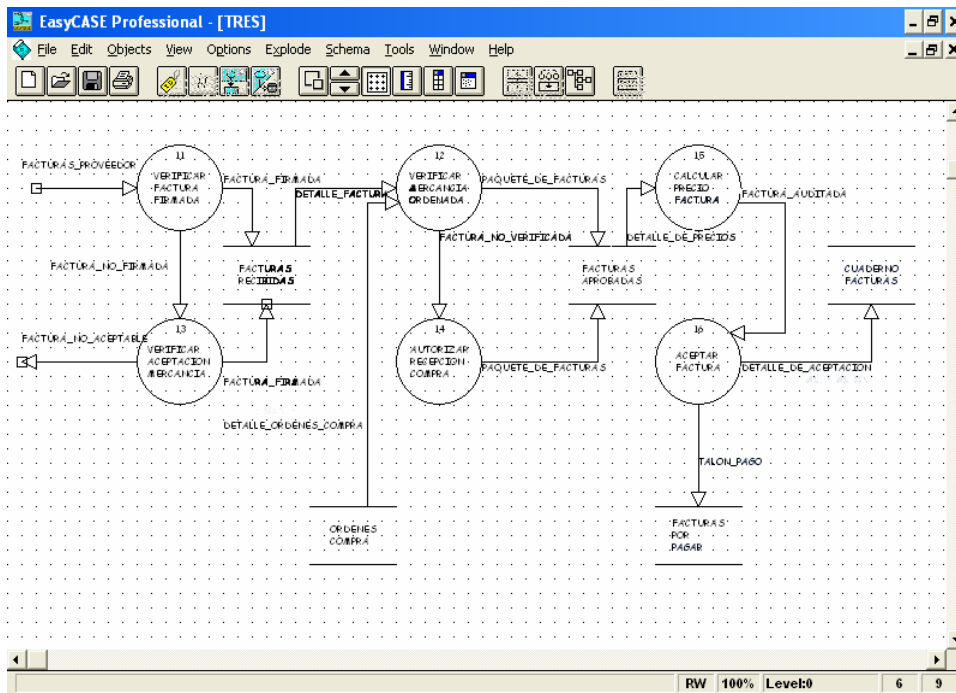 EasyCASE Professional - [TRES]
File Edit Objects View Options Explode Schema Tools Window Help
FACTURAS_PROVEEDOR
1.1
VERIFICAR
FACTURA
FIRMADA
FACTURA_FIRMADA
DETALLE_FACTURA
1.2
VERIFICAR
MERCANCIA
ORDENADA
PAQUETE_DE_FACTURAS
1.5
CALCULAR
PRECIO
FACTURA
FACTURA_AUDITADA
FACTURA_NO_VERIFICADA
DETALLE_DE_PRECIOS
FACTURA_NO_FIRMADA
FACTURAS
RECIBIDAS
FACTURAS
APROBADAS
CUADERNO
FACTURAS
FACTURA_NO_ACEPTABLE
1.3
VERIFICAR
ACEPTACION
MERCANCIA
FACTURA_FIRMADA
1.4
AUTORIZAR
RECEPCION
COMPRA
PAQUETE_DE_FACTURAS
1.6
ACEPTAR
FACTURA
DETALLE_DE_ACEPTACION
DETALLE_ORDENES_COMPRA
TALON_PAGO
ORDENES
COMPRA
FACTURAS
POR
PAGAR
RW 100% Level:0 6 9